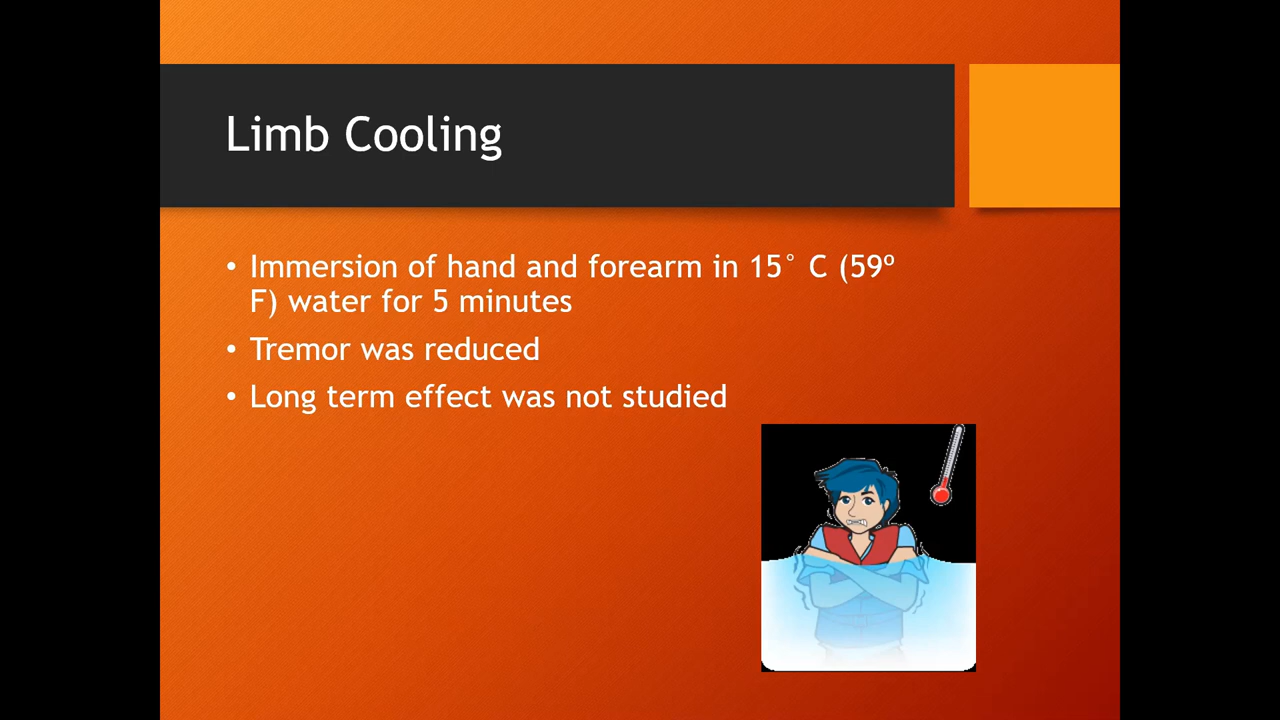 Limb Cooling
• Immersion of hand and forearm in 15° C (59º
F) water for 5 minutes
• Tremor was reduced
• Long term effect was not studied